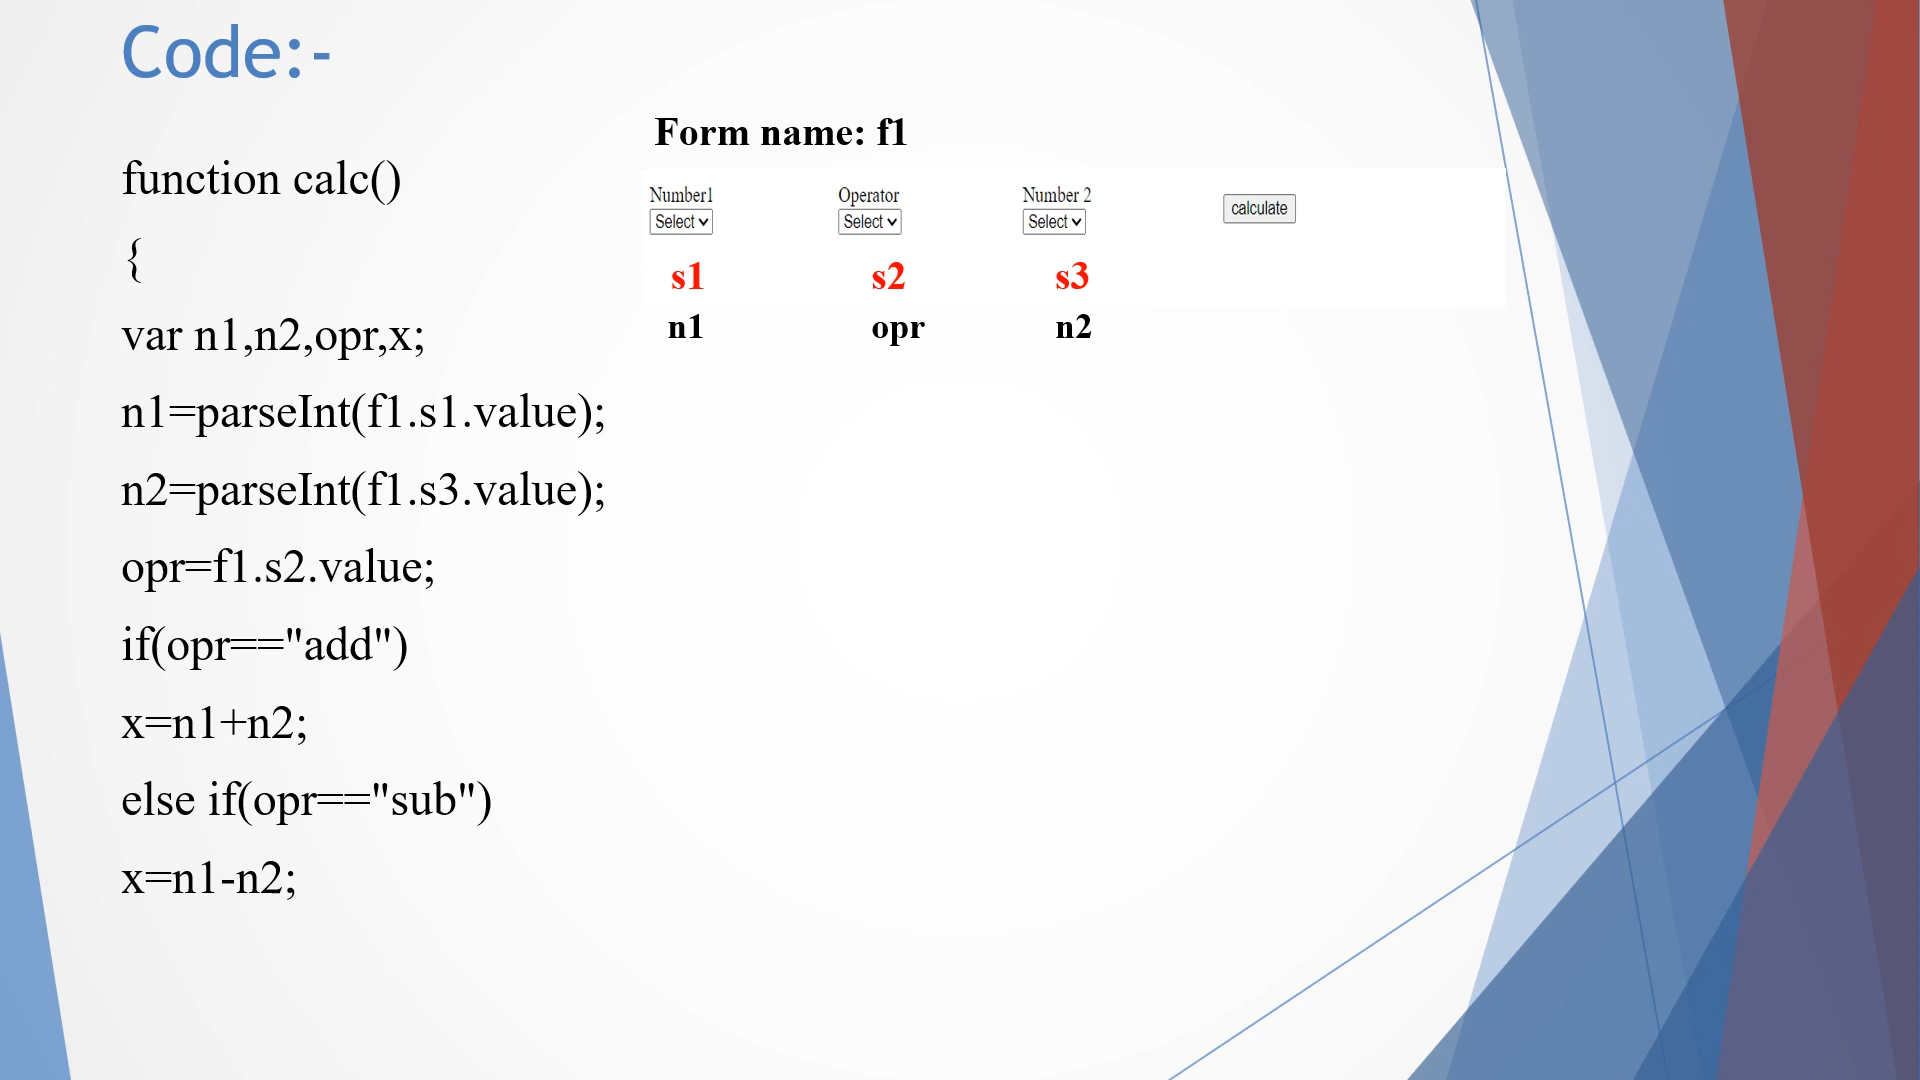 Code:-
function calc()
{
var n1,n2,opr,x;
n1=parseInt(f1.s1.value);
n2=parseInt(f1.s3.value);
opr=f1.s2.value;
if(opr=="add")
x=n1+n2;
else if(opr=="sub")
x=n1-n2;
Form name: f1
Number1 Operator Number 2
Select Select Select calculate
s1 s2 s3
n1 opr n2